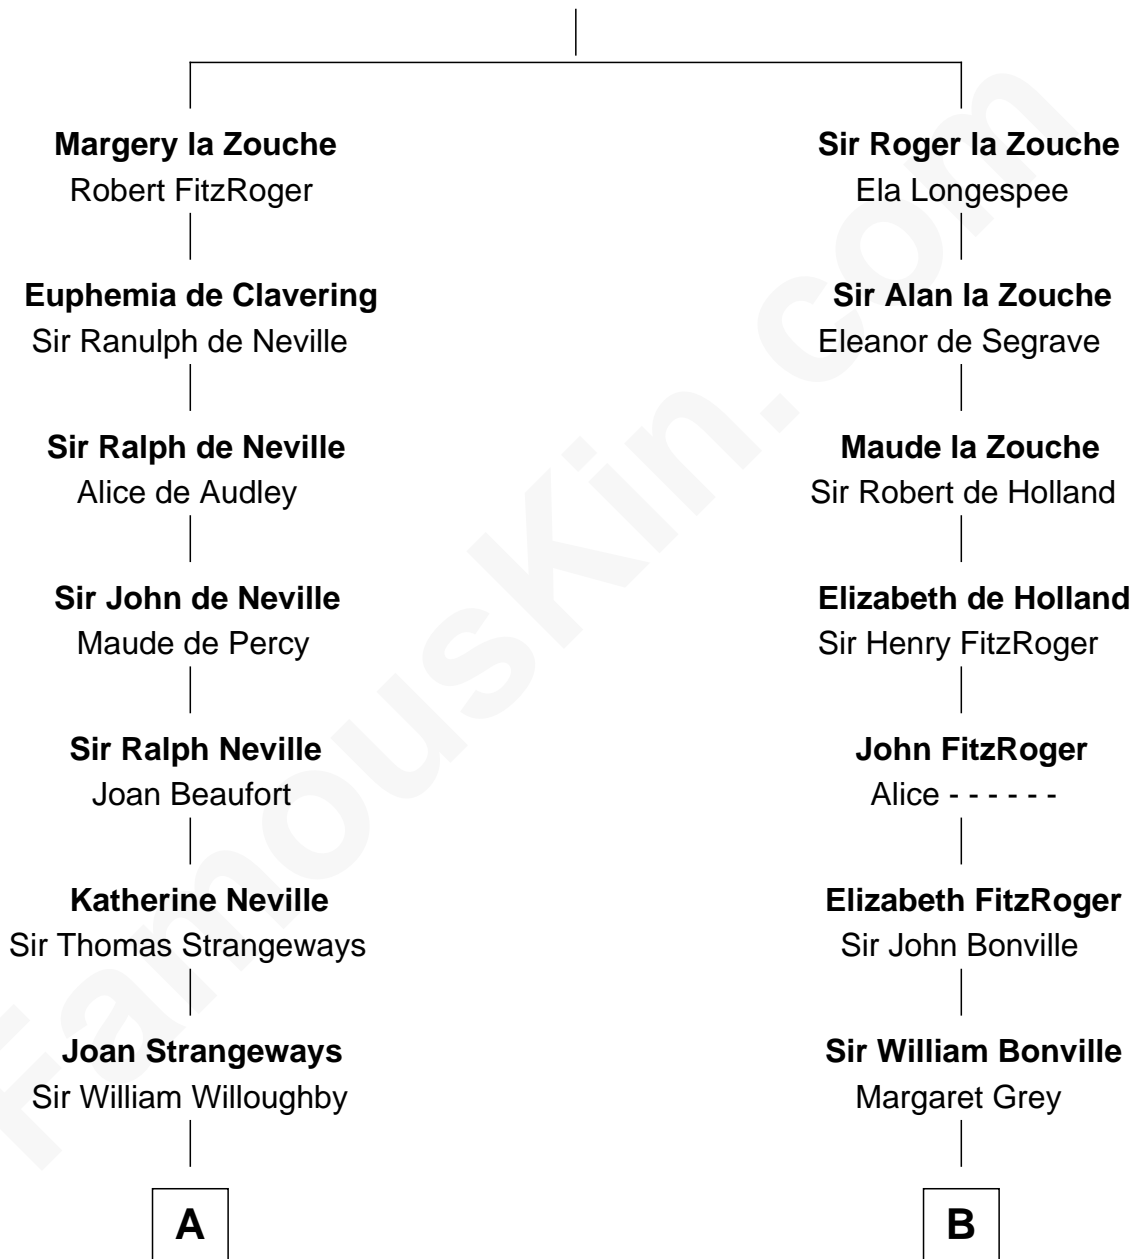 Margery la Zouche
Robert FitzRoger
Euphemia de Clavering
Sir Ranulph de Neville
Sir Ralph de Neville
Alice de Audley
Sir John de Neville
Maude de Percy
Sir Ralph Neville
Joan Beaufort
Katherine Neville
Sir Thomas Strangeways
Joan Strangeways
Sir William Willoughby
A
Sir Roger la Zouche
Ela Longespee
Sir Alan la Zouche
Eleanor de Segrave
Maude la Zouche
Sir Robert de Holland
Elizabeth de Holland
Sir Henry FitzRoger
John FitzRoger
Alice - - - - - -
Elizabeth FitzRoger
Sir John Bonville
Sir William Bonville
Margaret Grey
B
FamousKin.com